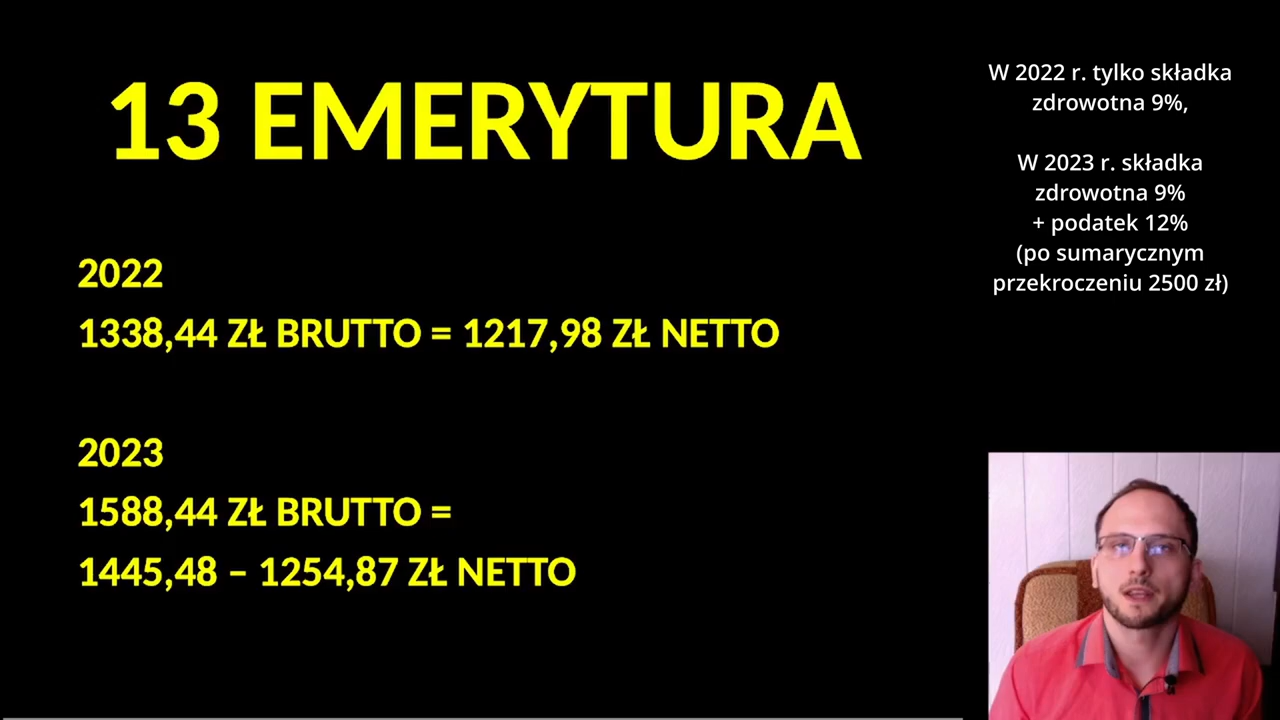 13 EMERYTURA
2022
1338,44 ZŁ BRUTTO = 1217,98 ZŁ NETTO
2023
1588,44 ZŁ BRUTTO =
1445,48 – 1254,87 ZŁ NETTO
W 2022 r. tylko składka
zdrowotna 9%,
W 2023 r. składka
zdrowotna 9%
+ podatek 12%
(po sumarycznym
przekroczeniu 2500 zł)